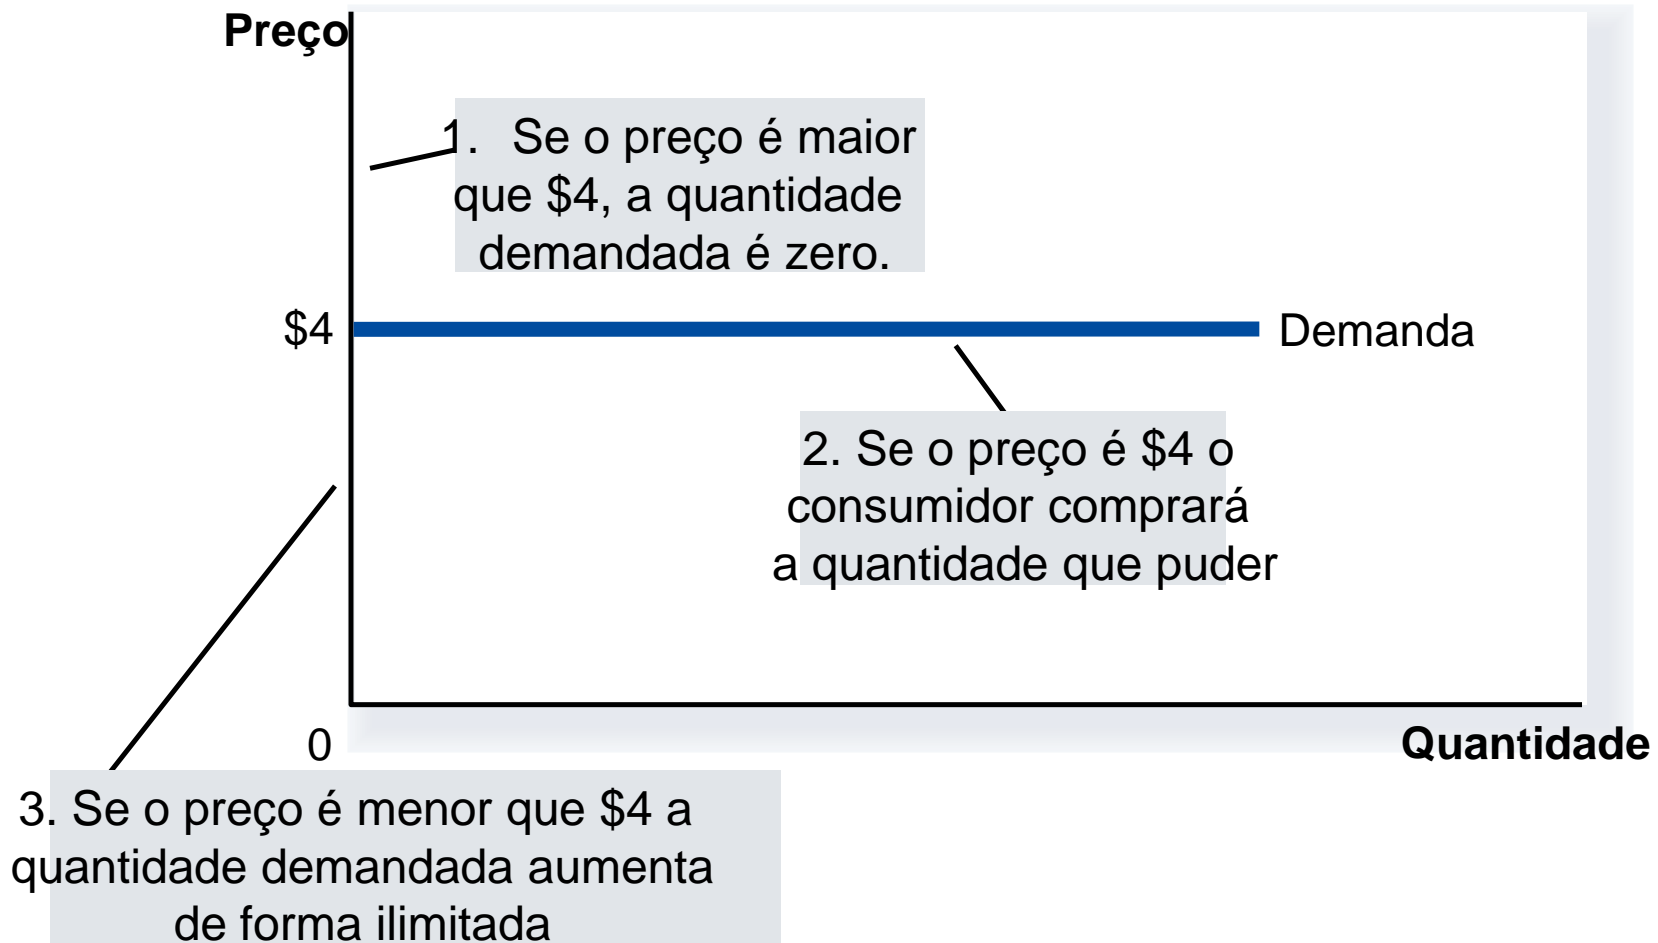 Preço
1. Se o preço é maior
que $4, a quantidade
demandada é zero.
$4
Demanda
2. Se o preço é $4 o
consumidor comprará
a quantidade que puder
0
Quantidade
3. Se o preço é menor que $4 a
quantidade demandada aumenta
de forma ilimitada